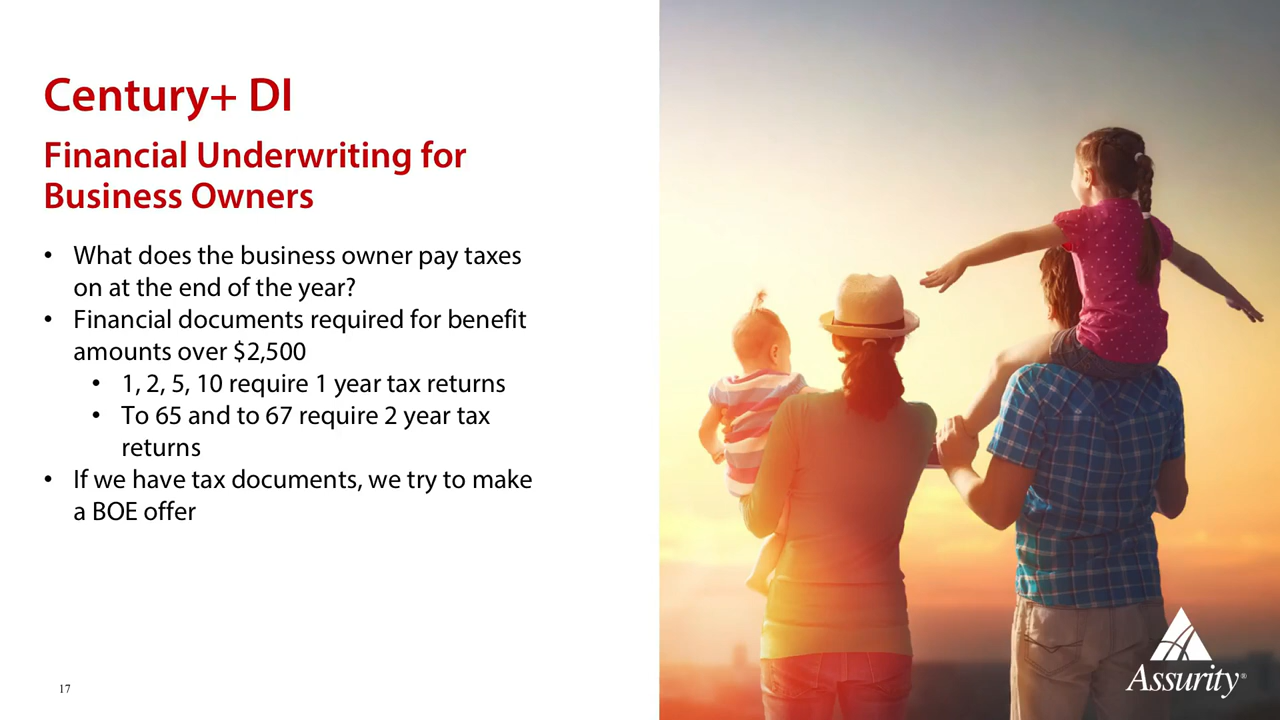 Century+ DI
Financial Underwriting for
Business Owners
• What does the business owner pay taxes
on at the end of the year?
• Financial documents required for benefit
amounts over $2,500
• 1, 2, 5, 10 require 1 year tax returns
• To 65 and to 67 require 2 year tax
returns
• If we have tax documents, we try to make
a BOE offer
17
Assurity®